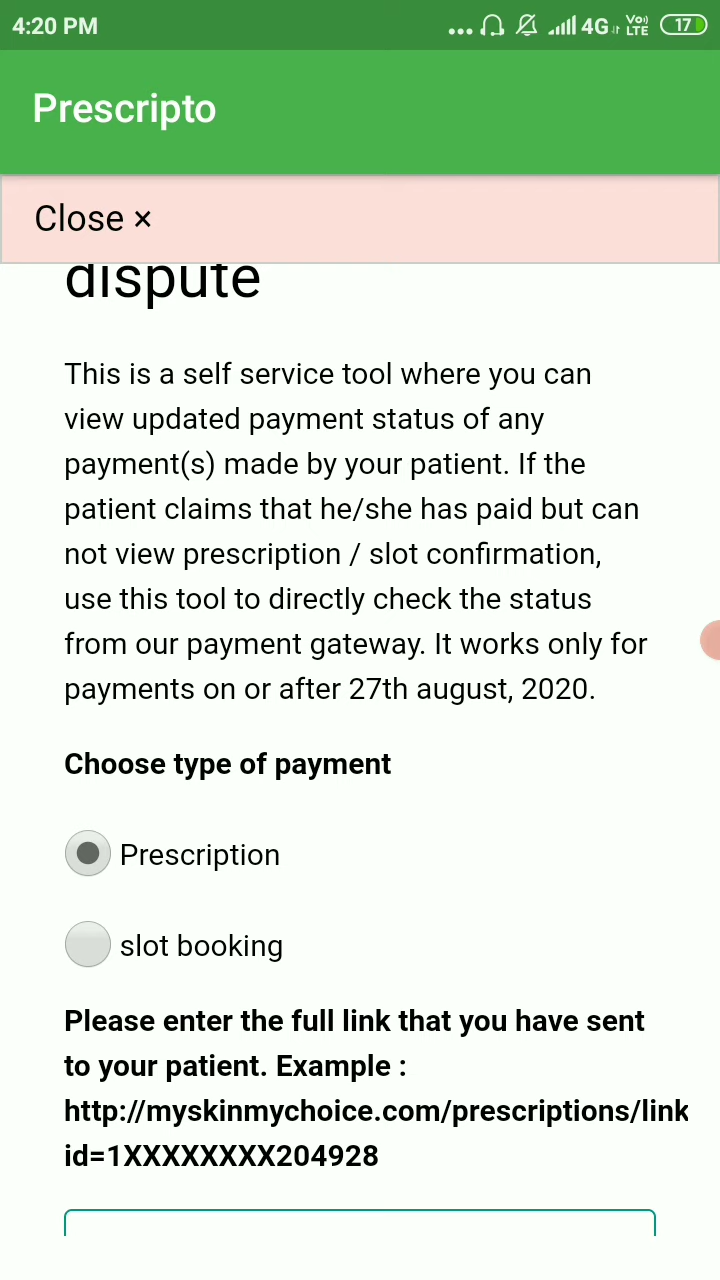 4:20 PM
4G
Vo)) LTE
17
Prescripto
Close ×
dispute
This is a self service tool where you can
view updated payment status of any
payment(s) made by your patient. If the
patient claims that he/she has paid but can
not view prescription / slot confirmation,
use this tool to directly check the status
from our payment gateway. It works only for
payments on or after 27th august, 2020.
Choose type of payment
Prescription
slot booking
Please enter the full link that you have sent
to your patient. Example :
http://myskinmychoice.com/prescriptions/link
id=1XXXXXXXX204928